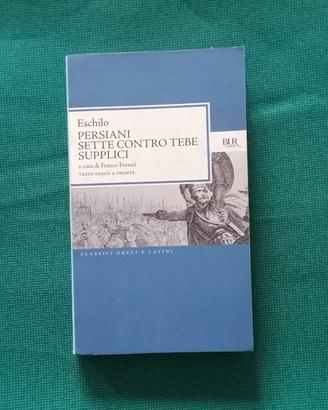 Eschilo
PERSIANI
SETTE CONTRO TEBE
SUPPLICI
a cura di Franco Ferrari
TESTO GRECO A FRONTE
BUR
CLASSICI GRECI E LATINI